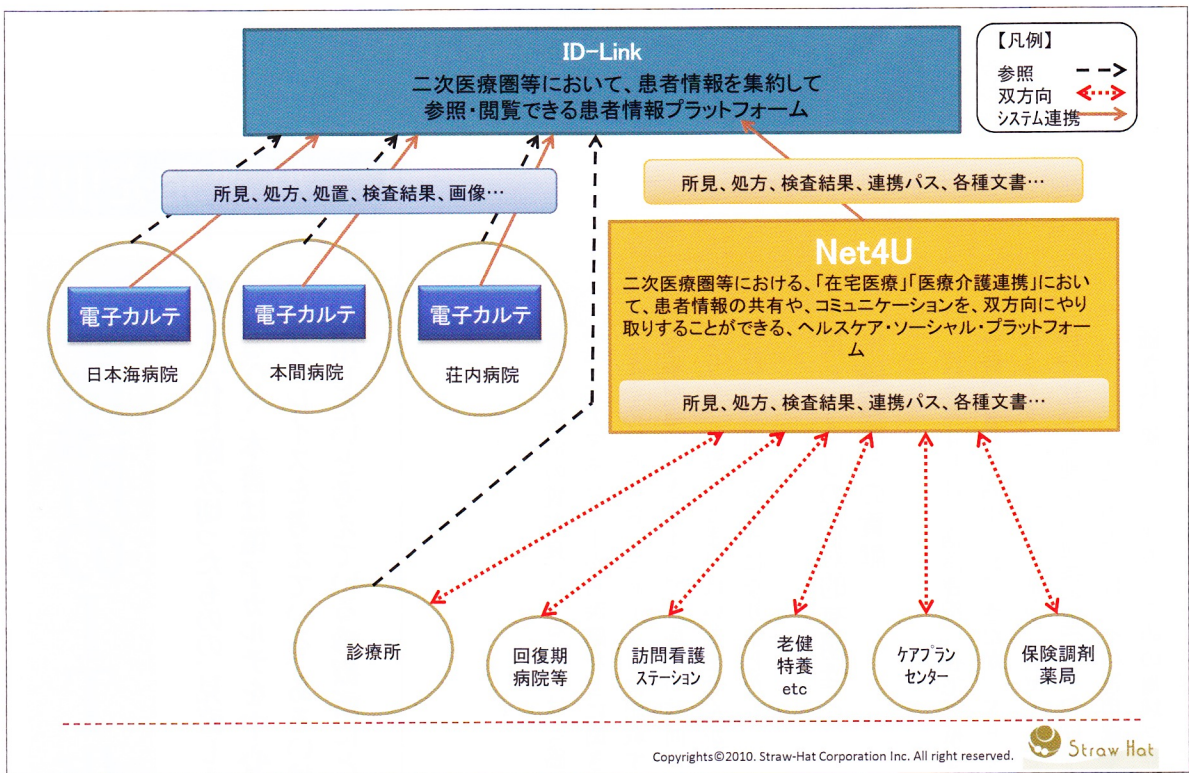 ID-Link
二次医療圏等において、患者情報を集約して
参照・閲覧できる患者情報プラットフォーム
【凡例】
参照
双方向
システム連携
所見、処方、処置、検査結果、画像…
所見、処方、検査結果、連携パス、各種文書…
電子カルテ
日本海病院
電子カルテ
本間病院
電子カルテ
荘内病院
Net4U
二次医療圏等における、「在宅医療」「医療介護連携」におい
て、患者情報の共有や、コミュニケーションを、双方向にやり
取りすることができる、ヘルスケア・ソーシャル・プラットフォー
ム
所見、処方、検査結果、連携パス、各種文書…
診療所
回復期
病院等
訪問看護
ステーション
老健
特養
etc
ケアプラン
センター
保険調剤
薬局
Copyrights©2010. Straw-Hat Corporation Inc. All right reserved.
Straw Hat